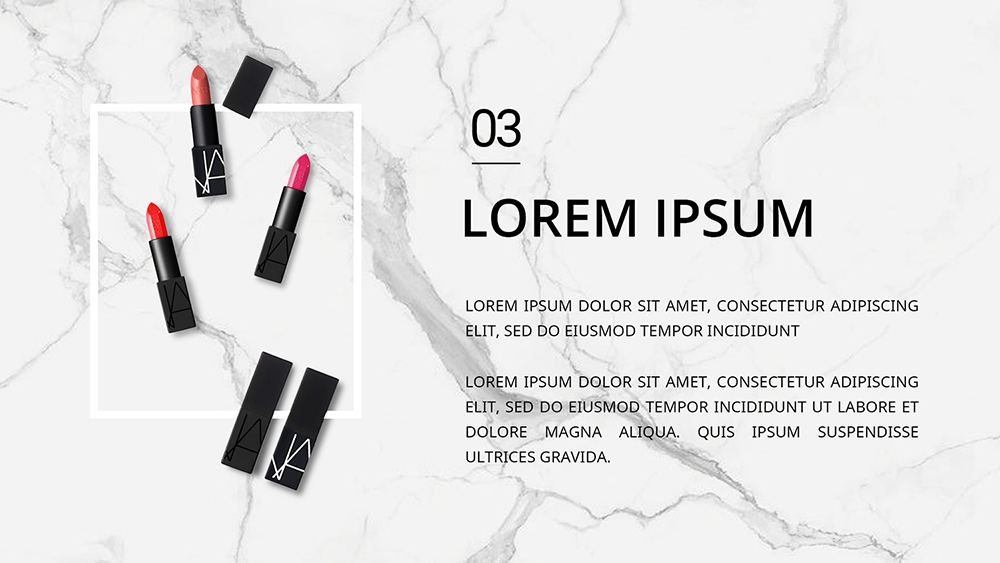 03
LOREM IPSUM
LOREM IPSUM DOLOR SIT AMET, CONSECTETUR ADIPISCING
ELIT, SED DO EIUSMOD TEMPOR INCIDIDUNT
LOREM IPSUM DOLOR SIT AMET, CONSECTETUR ADIPISCING
ELIT, SED DO EIUSMOD TEMPOR INCIDIDUNT UT LABORE ET
DOLORE MAGNA ALIQUA. QUIS IPSUM SUSPENDISSE
ULTRICES GRAVIDA.